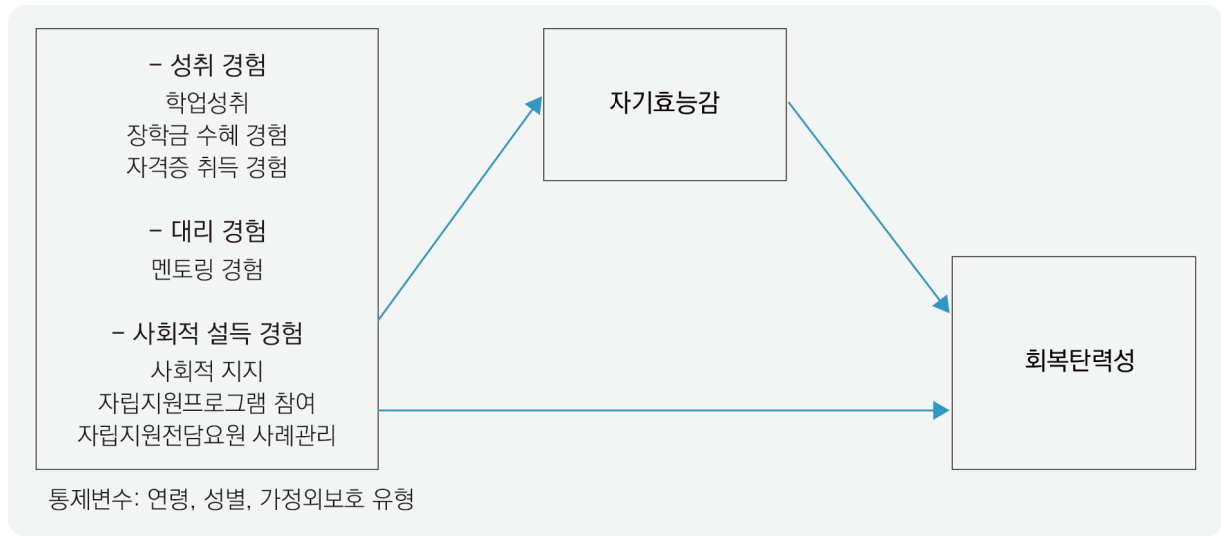 – 성취 경험
학업성취
장학금 수혜 경험
자격증 취득 경험
– 대리 경험
멘토링 경험
– 사회적 설득 경험
사회적 지지
자립지원프로그램 참여
자립지원전담요원 사례관리
자기효능감
회복탄력성
통제변수: 연령, 성별, 가정외보호 유형